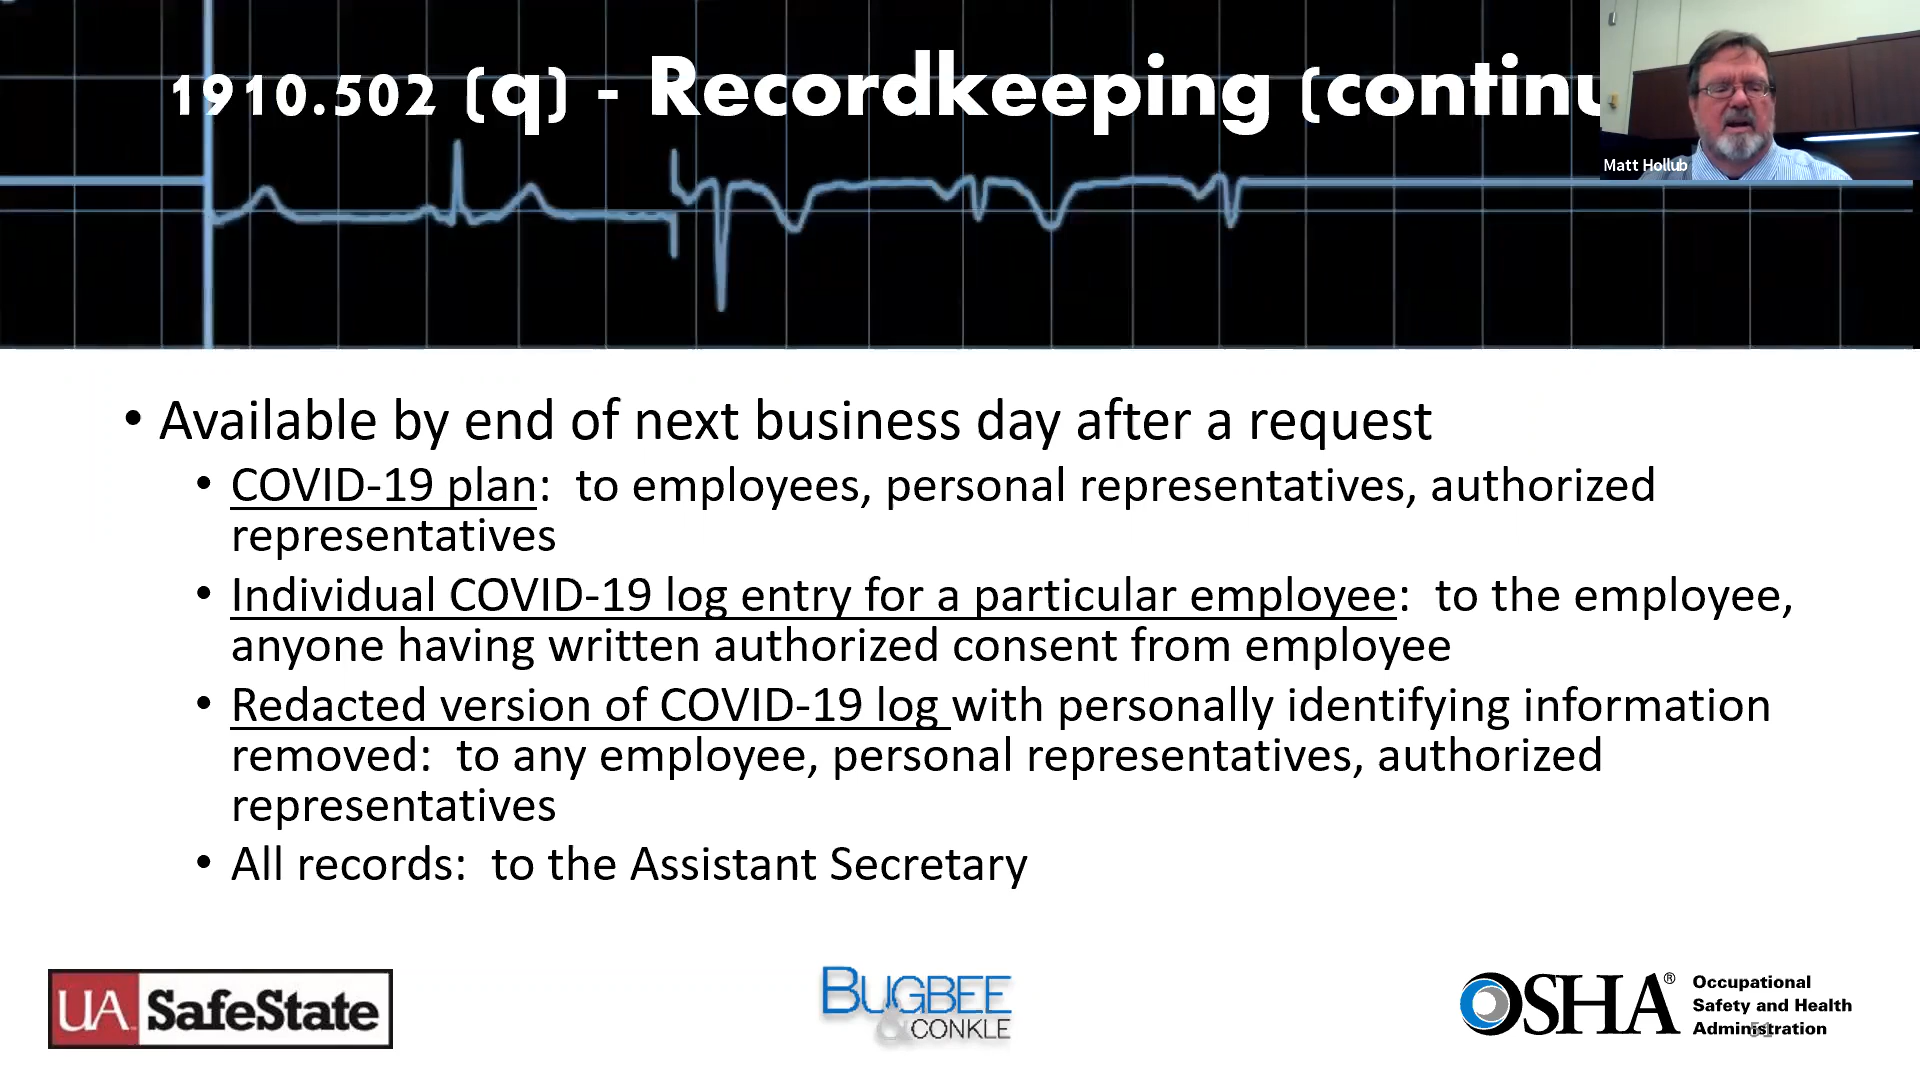 1910.502 (q) - Recordkeeping (continu
Matt Hollub
• Available by end of next business day after a request
• COVID-19 plan: to employees, personal representatives, authorized
representatives
• Individual COVID-19 log entry for a particular employee: to the employee,
anyone having written authorized consent from employee
• Redacted version of COVID-19 log with personally identifying information
removed: to any employee, personal representatives, authorized
representatives
• All records: to the Assistant Secretary
UA SafeState
BUGBEE
& CONKLE
OSHA®
Occupational
Safety and Health
Administration
51